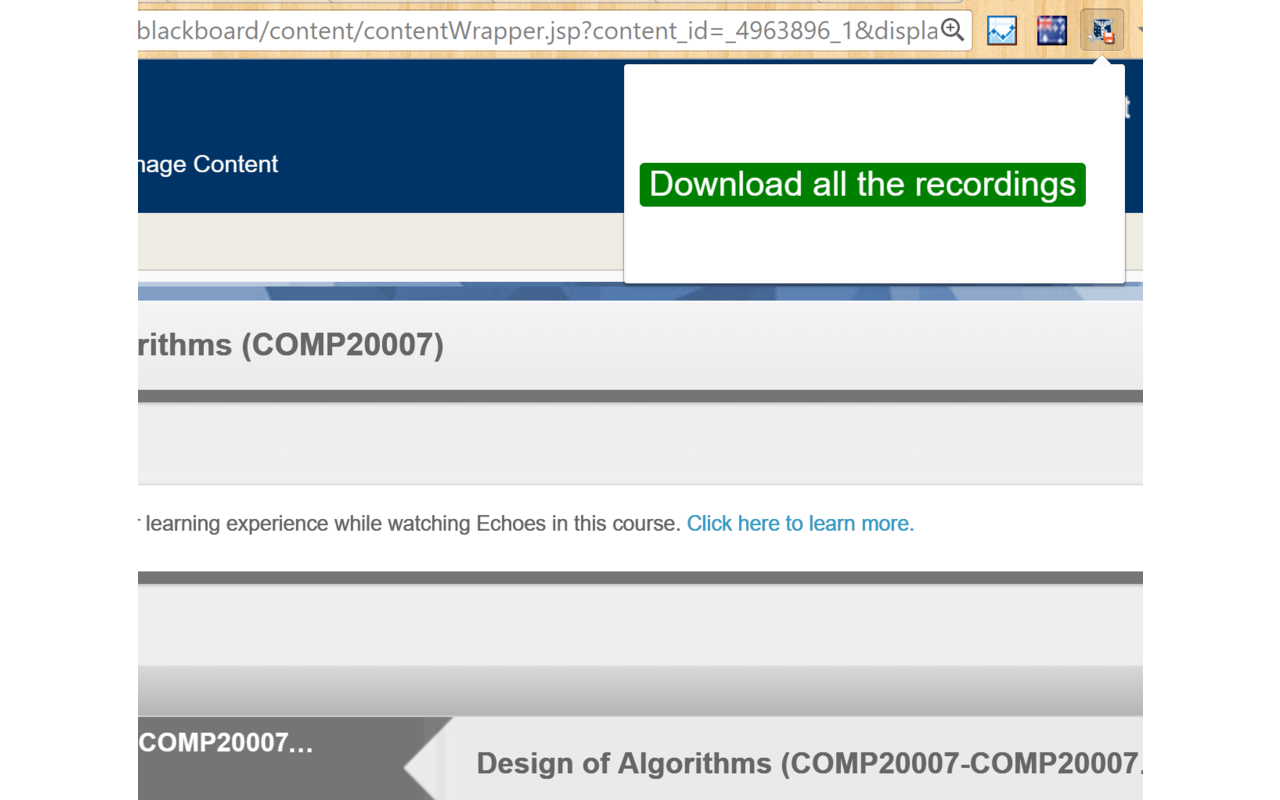 blackboard/content/contentWrapper.jsp?content_id=_4963896_1&displa
nage Content
Download all the recordings
rithms (COMP20007)
learning experience while watching Echoes in this course. Click here to learn more.
COMP20007...
Design of Algorithms (COMP20007-COMP20007.